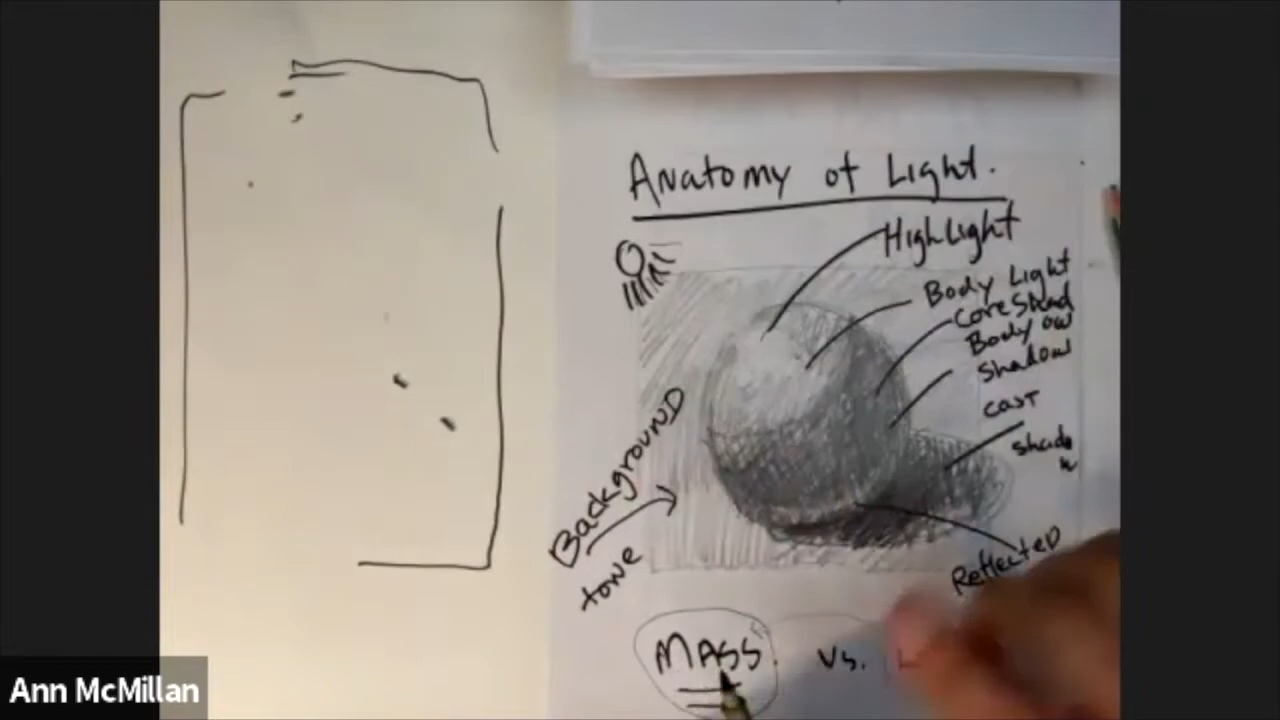 Anatomy of Light.
HighLight
Body Light
Core Shad
Body ow
Shadow
cast
shado
w
Background
tone
Reflected
MASS vs. L
Ann McMillan